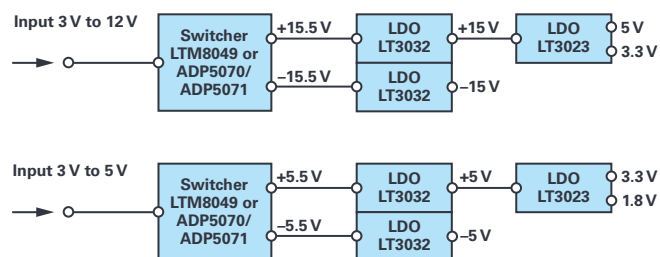 Input 3 V to 12 V
Switcher
LTM8049 or
ADP5070/
ADP5071
+15.5 V
–15.5 V
LDO
LT3032
LDO
LT3032
+15 V
–15 V
LDO
LT3023
5 V
3.3 V
Input 3 V to 5 V
Switcher
LTM8049 or
ADP5070/
ADP5071
+5.5 V
–5.5 V
LDO
LT3032
LDO
LT3032
+5 V
–5 V
LDO
LT3023
3.3 V
1.8 V